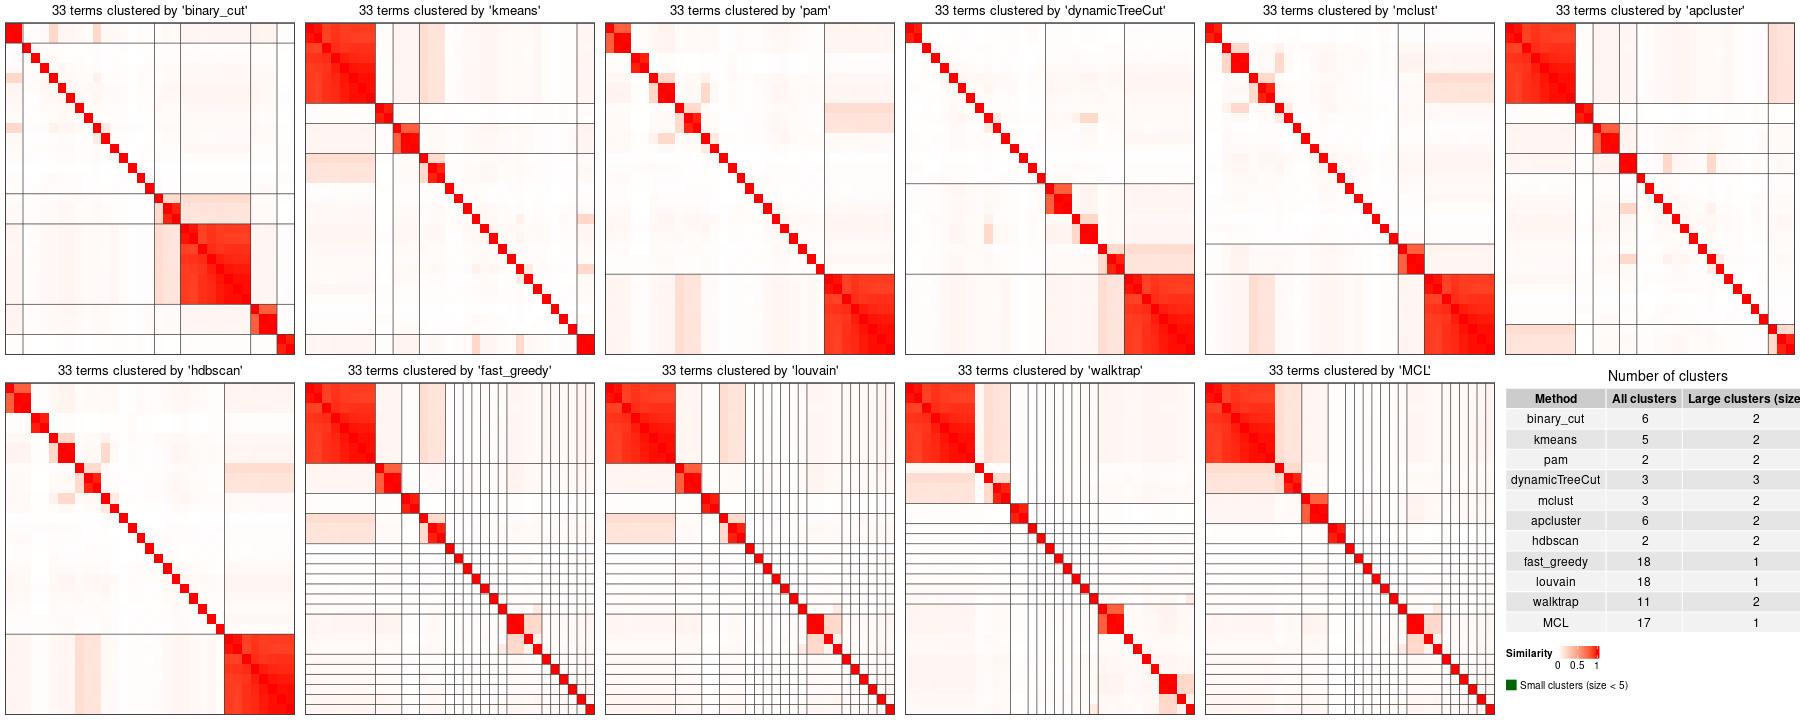 33 terms clustered by 'binary_cut'
33 terms clustered by 'kmeans'
33 terms clustered by 'pam'
33 terms clustered by 'dynamicTreeCut'
33 terms clustered by 'mclust'
33 terms clustered by 'apcluster'
33 terms clustered by 'hdbscan'
33 terms clustered by 'fast_greedy'
33 terms clustered by 'louvain'
33 terms clustered by 'walktrap'
33 terms clustered by 'MCL'
Number of clusters
Method All clusters Large clusters (size
binary_cut 6 2
kmeans 5 2
pam 2 2
dynamicTreeCut 3 3
mclust 3 2
apcluster 6 2
hdbscan 2 2
fast_greedy 18 1
louvain 18 1
walktrap 11 2
MCL 17 1
Similarity
0 0.5 1
Small clusters (size < 5)